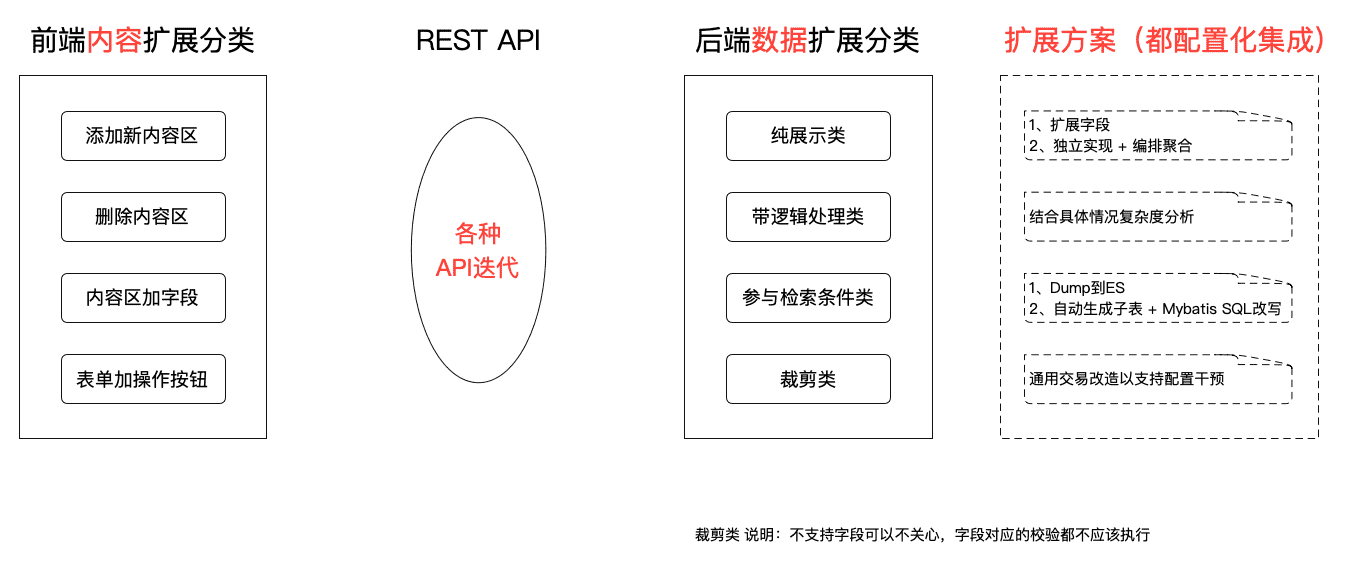 前端内容扩展分类
添加新内容区
删除内容区
内容区加字段
表单加操作按钮
REST API
各种
API迭代
后端数据扩展分类
纯展示类
带逻辑处理类
参与检索条件类
裁剪类
扩展方案（都配置化集成）
1、扩展字段
2、独立实现 + 编排聚合
结合具体情况复杂度分析
1、Dump到ES
2、自动生成子表 + Mybatis SQL改写
通用交易改造以支持配置干预
裁剪类 说明：不支持字段可以不关心，字段对应的校验都不应该执行